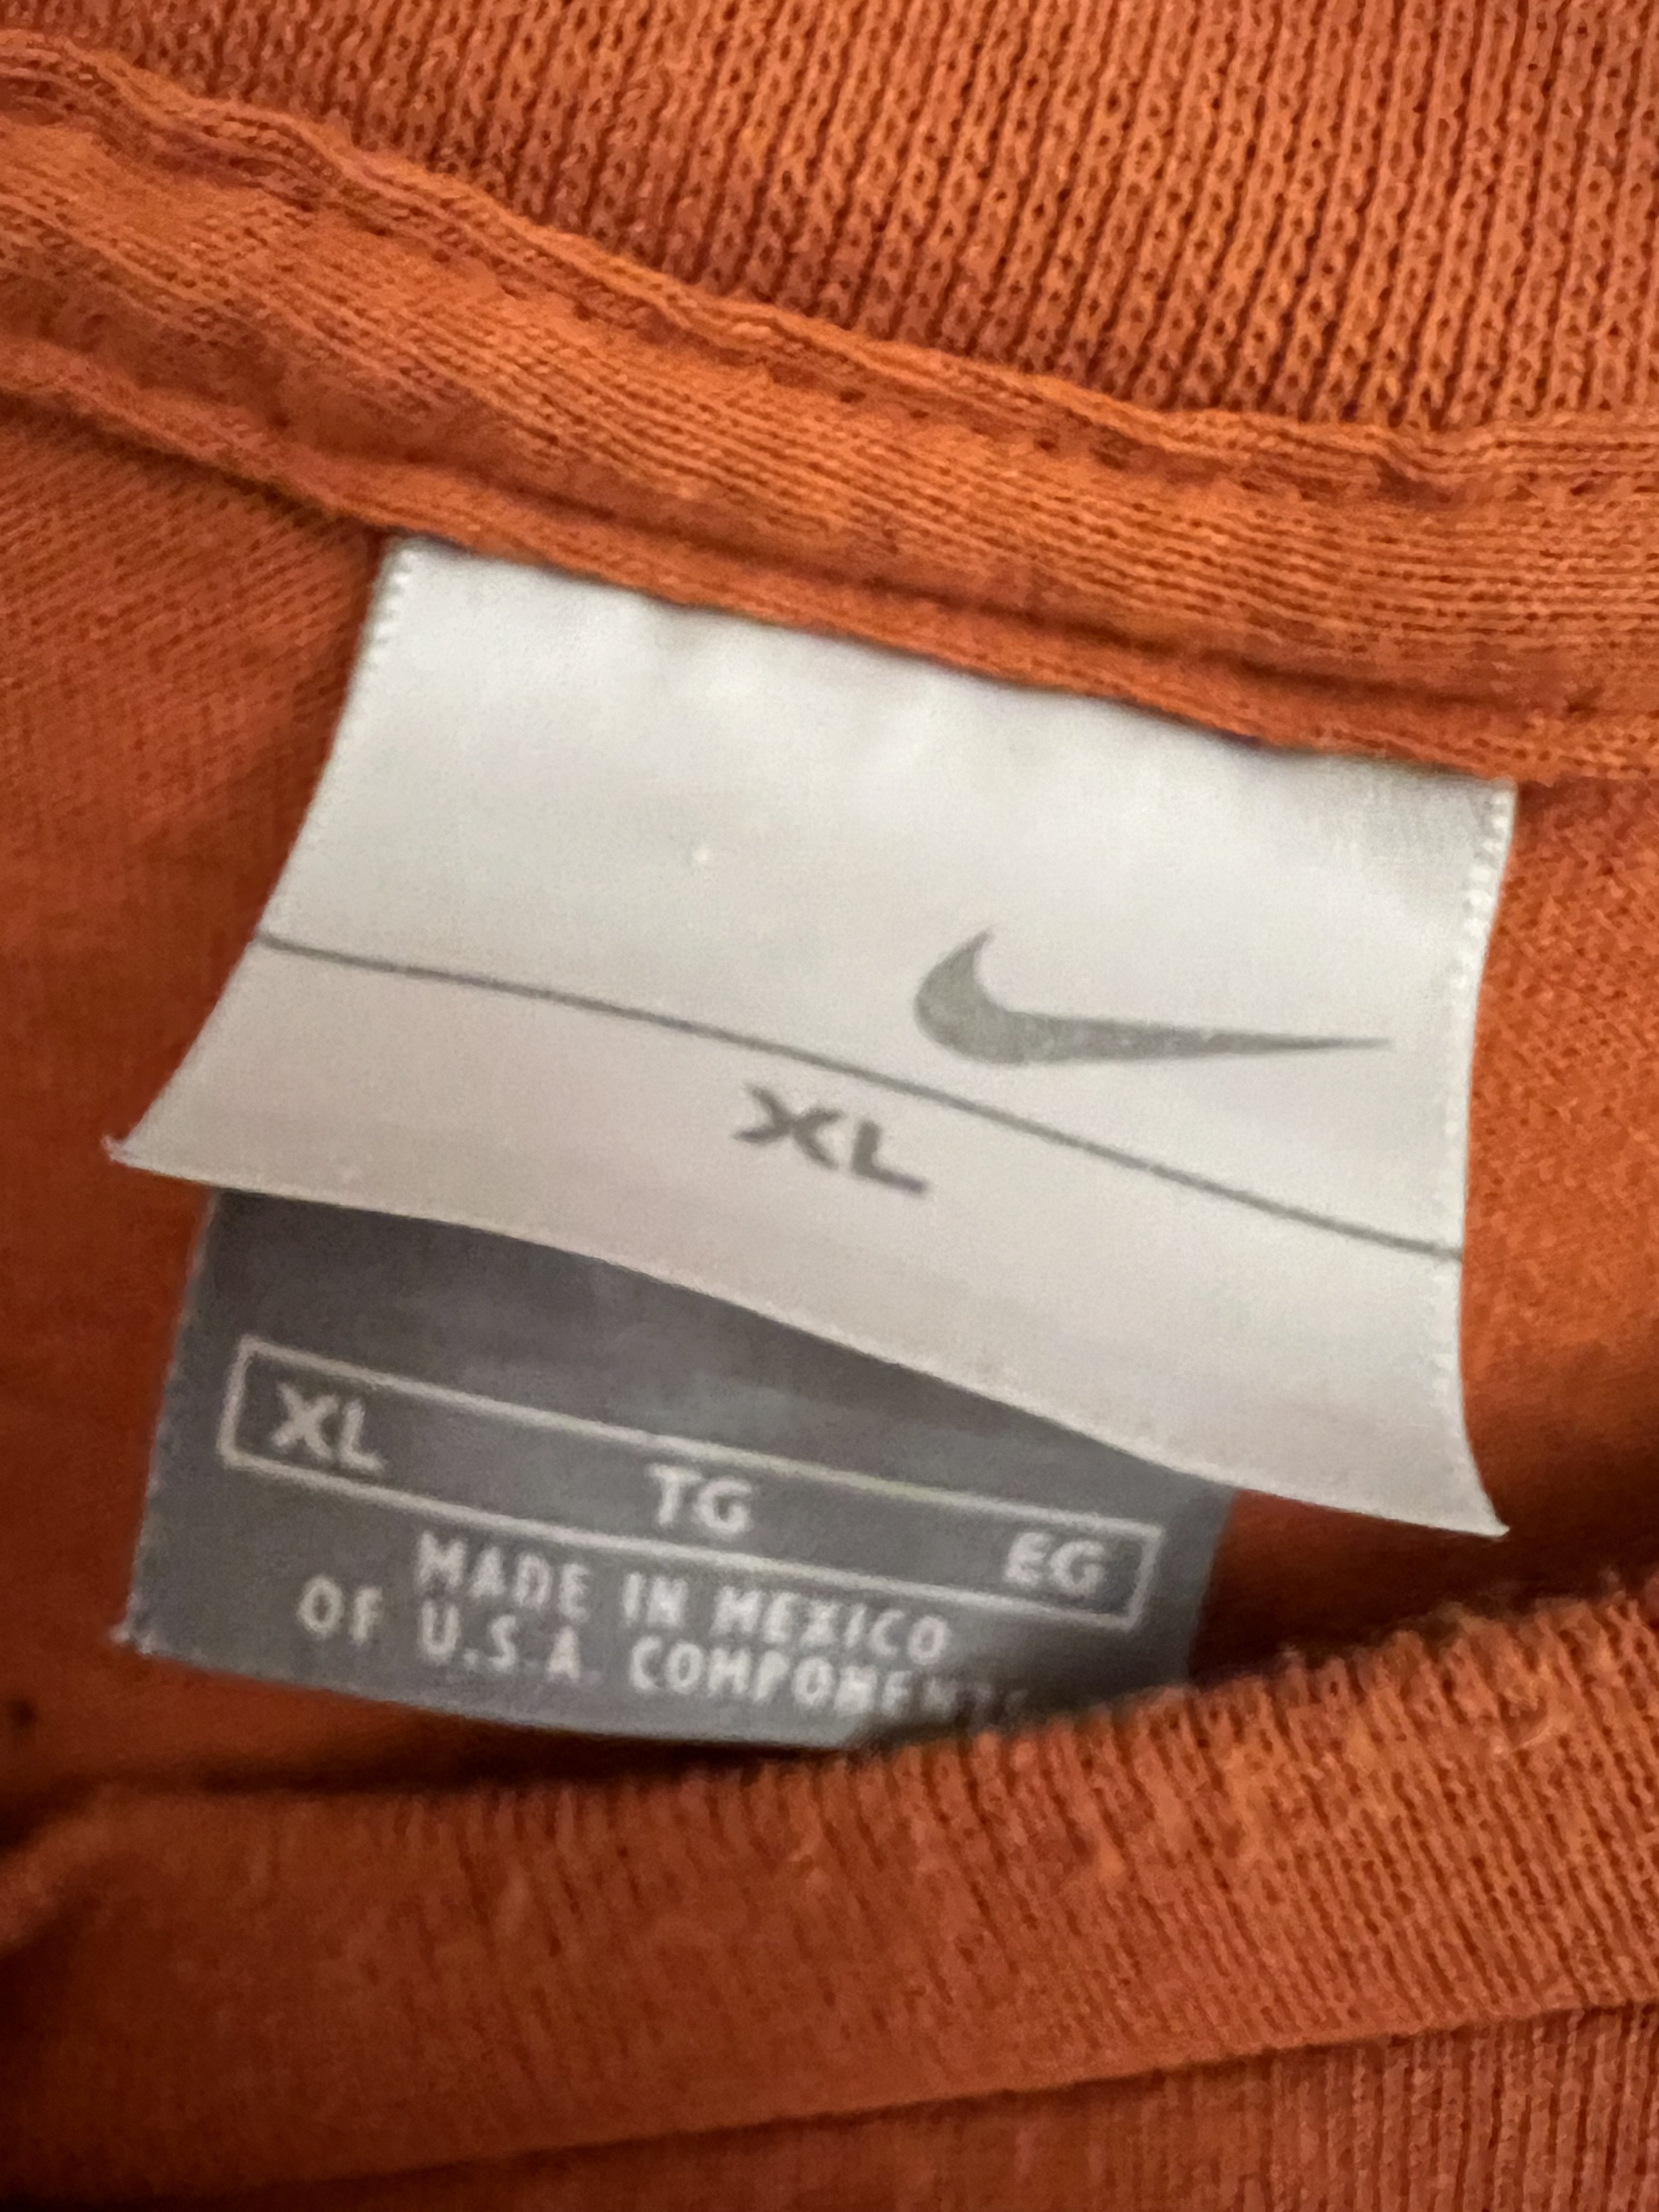 XL
XL TG EG
MADE IN MEXICO
OF U.S.A. COMPONENTS